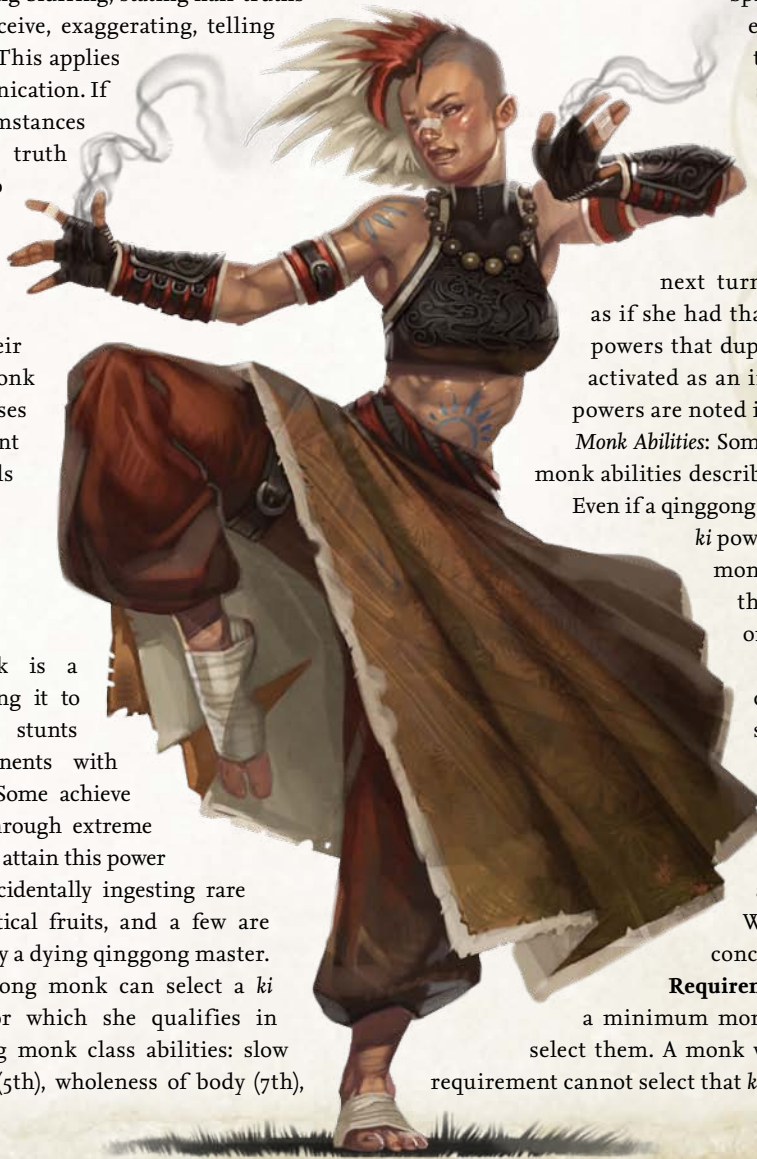 stating half-truths
ceive, exaggerating, telling
This applies
nication. If
mstances
truth
eir
onk
ses
nt
ls
k is a
ng it to
stunts
nents with
Some achieve
hrough extreme
attain this power
cidentally ingesting rare
tical fruits, and a few are
y a dying qinggong master.
ong monk can select a ki
or which she qualifies in
g monk class abilities: slow
(5th), wholeness of body (7th),
next turn
as if she had tha
powers that dup
activated as an i
powers are noted i
Monk Abilities: Som
monk abilities describ
Even if a qinggong
ki pow
mon
th
of
W
conc
Requirem
a minimum mon
select them. A monk w
requirement cannot select that k